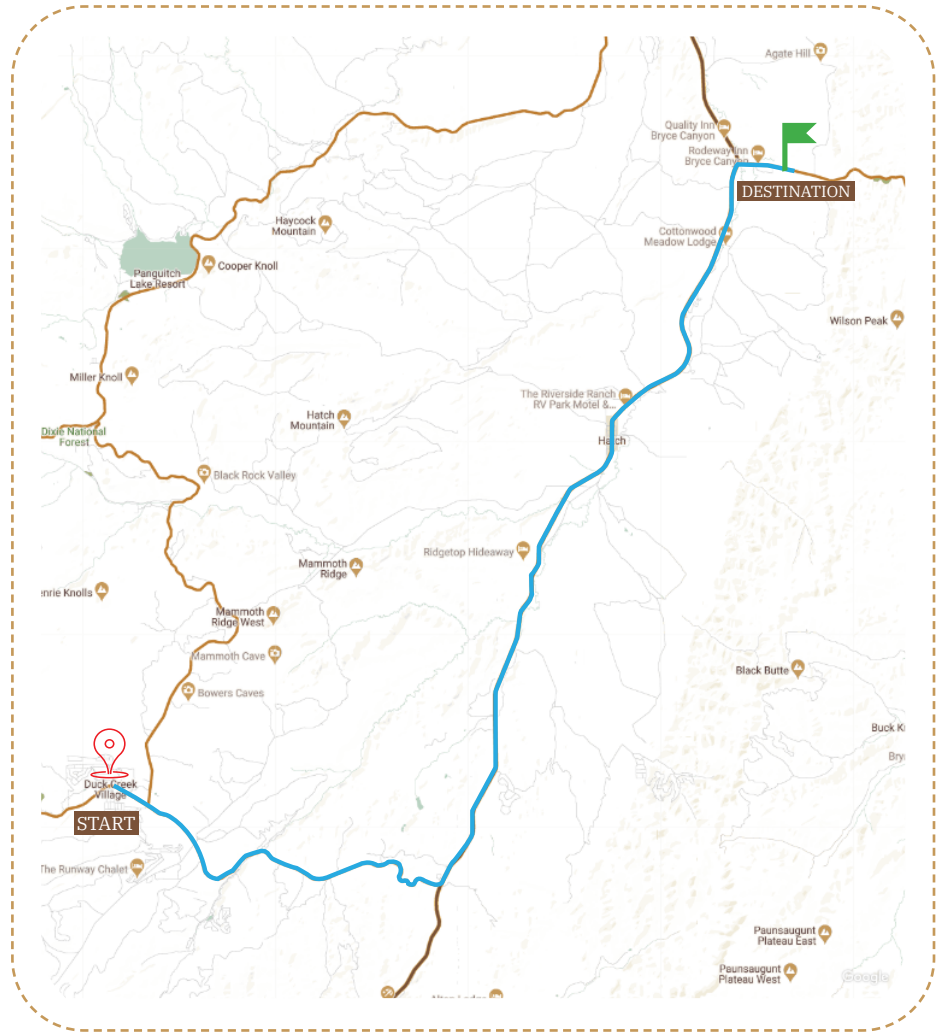 Agate Hill
Quality Inn
Bryce Canyon
Rodeway Inn
Bryce Canyon
DESTINATION
Haycock
Mountain
Cottonwood
Meadow Lodge
Cooper Knoll
Panguitch
Lake Resort
Wilson Peak
Miller Knoll
The Riverside Ranch
RV Park Motel &...
Hatch
Mountain
Dixie National
Forest
Hatch
Black Rock Valley
Ridgetop Hideaway
Mammoth
Ridge
enrie Knolls
Mammoth
Ridge West
Mammoth Cave
Black Butte
Bowers Caves
Buck K
Bry
Duck Creek
Village
START
The Runway Chalet
Paunsaugunt
Plateau East
Paunsaugunt
Plateau West
Google